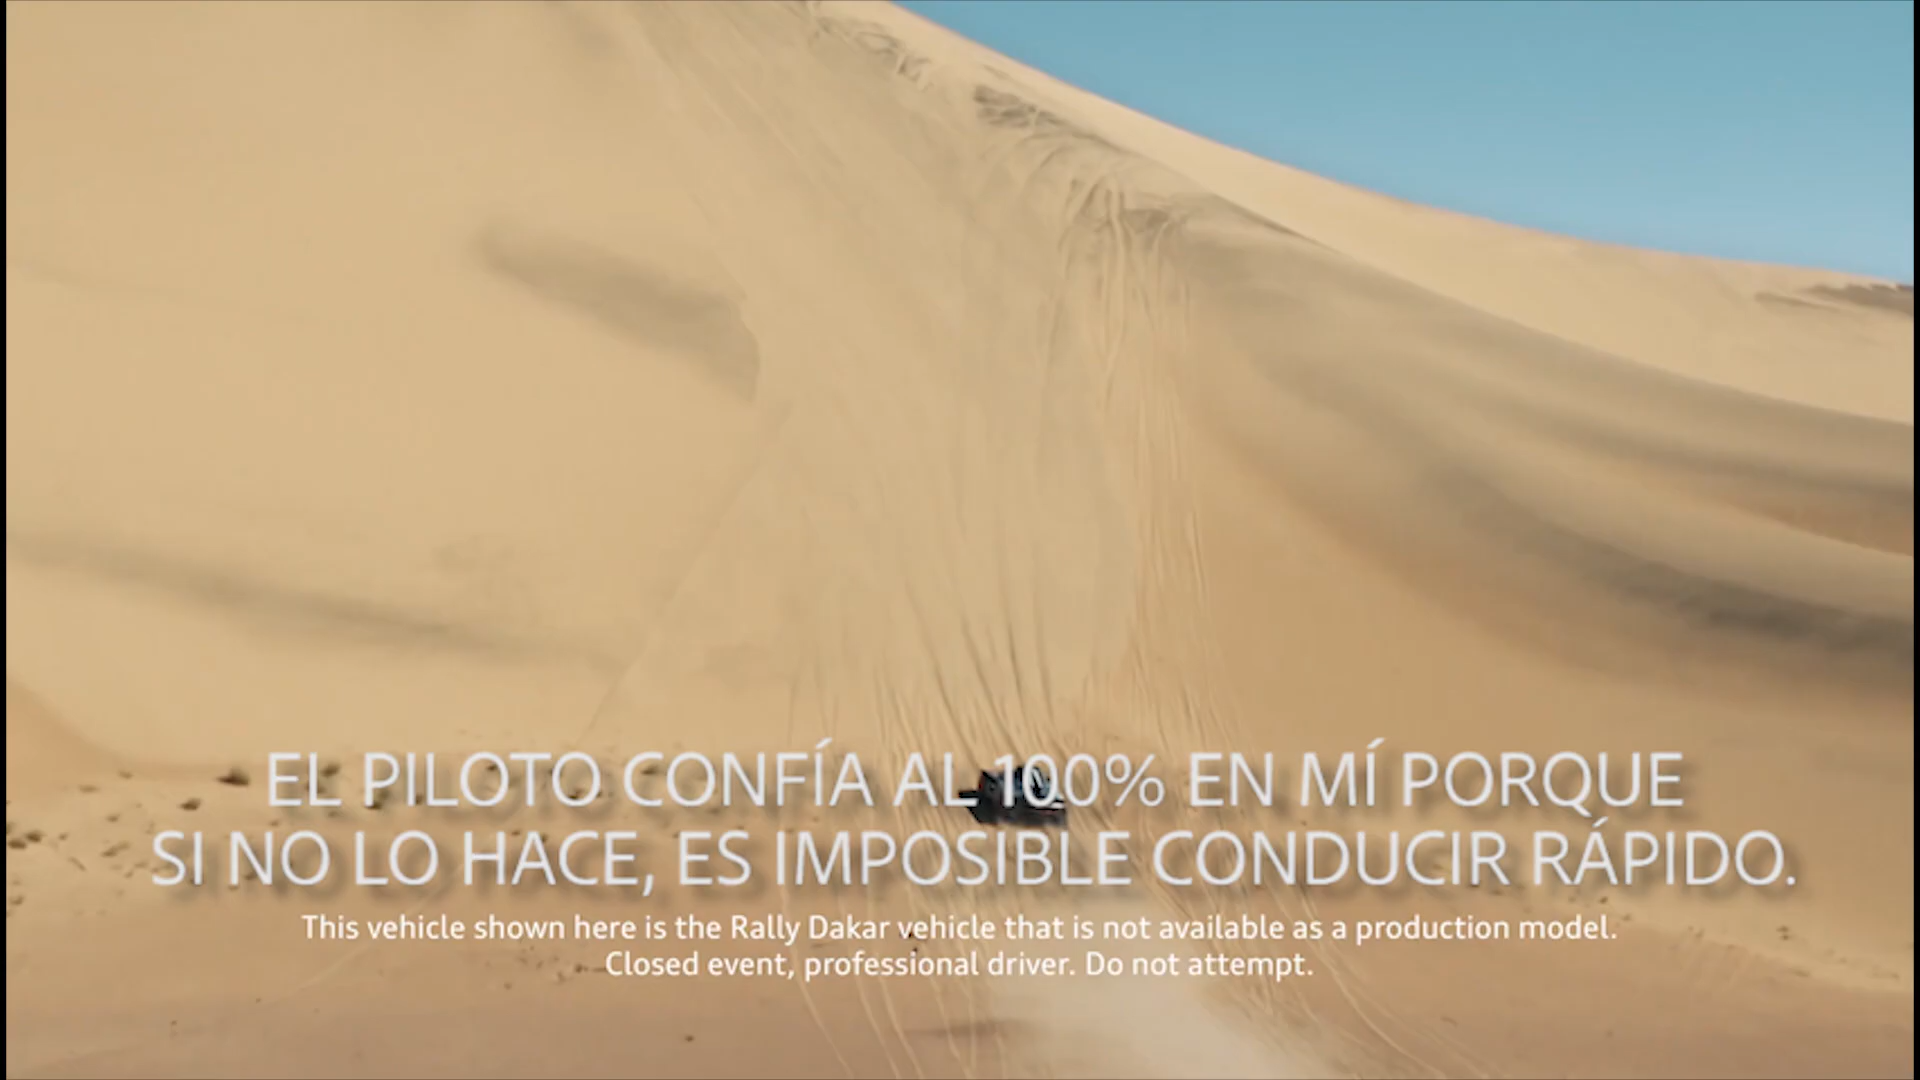 EL PILOTO CONFÍA AL 100% EN MÍ PORQUE
SI NO LO HACE, ES IMPOSIBLE CONDUCIR RÁPIDO.
This vehicle shown here is the Rally Dakar vehicle that is not available as a production model.
Closed event, professional driver. Do not attempt.